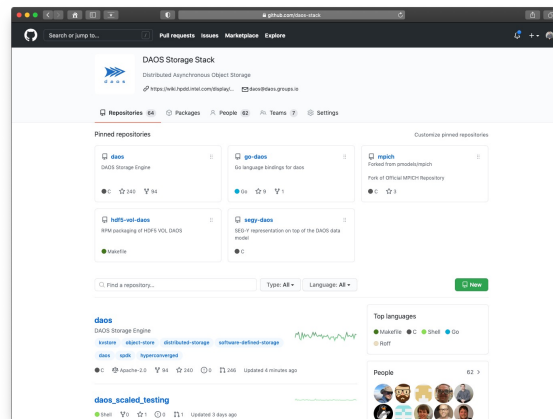 github.com/daos-stack
Search or jump to...
/
Pull requests Issues Marketplace Explore
daos
DAOS Storage Stack
Distributed Asynchronous Object Storage
https://wiki.hpdd.intel.com/display/... daos@daos.groups.io
Repositories 64 Packages People 62 Teams 7 Settings
Pinned repositories Customize pinned repositories
daos
DAOS Storage Engine
C 240 94
go-daos
Go language bindings for daos
Go 9 1
mpich
Forked from pmodels/mpich
Fork of Official MPICH Repository
C 3
hdf5-vol-daos
RPM packaging of HDF5 VOL DAOS
Makefile
segy-daos
SEG-Y representation on top of the DAOS data
model
C
Find a repository... Type: All Language: All New
daos
DAOS Storage Engine
kvstore object-store distributed-storage software-defined-storage
daos spdk hyperconverged
C Apache-2.0 94 240 0 246 Updated 4 minutes ago
daos_scaled_testing
Shell 0 1 0 1 Updated 3 days ago
Top languages
Makefile C Shell Go
Roff
People 62 >